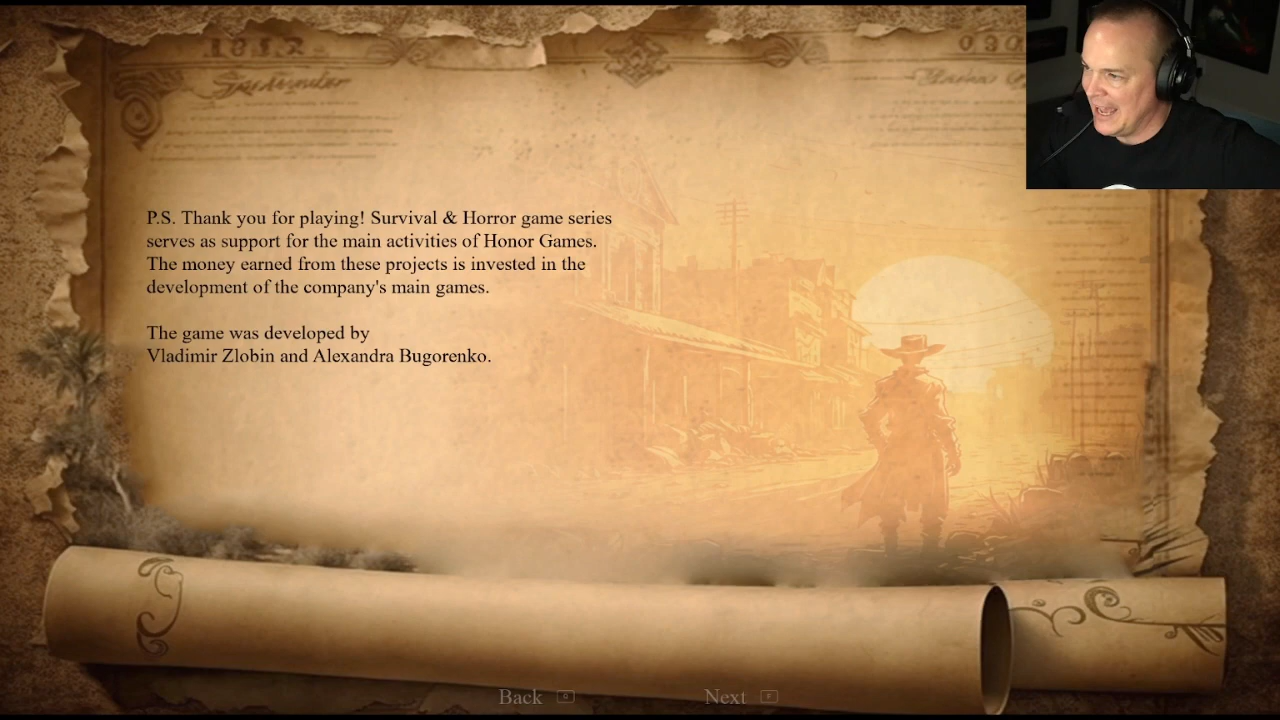 1852
P.S. Thank you for playing! Survival & Horror game series
serves as support for the main activities of Honor Games.
The money earned from these projects is invested in the
development of the company's main games.
The game was developed by
Vladimir Zlobin and Alexandra Bugorenko.
Back
Next